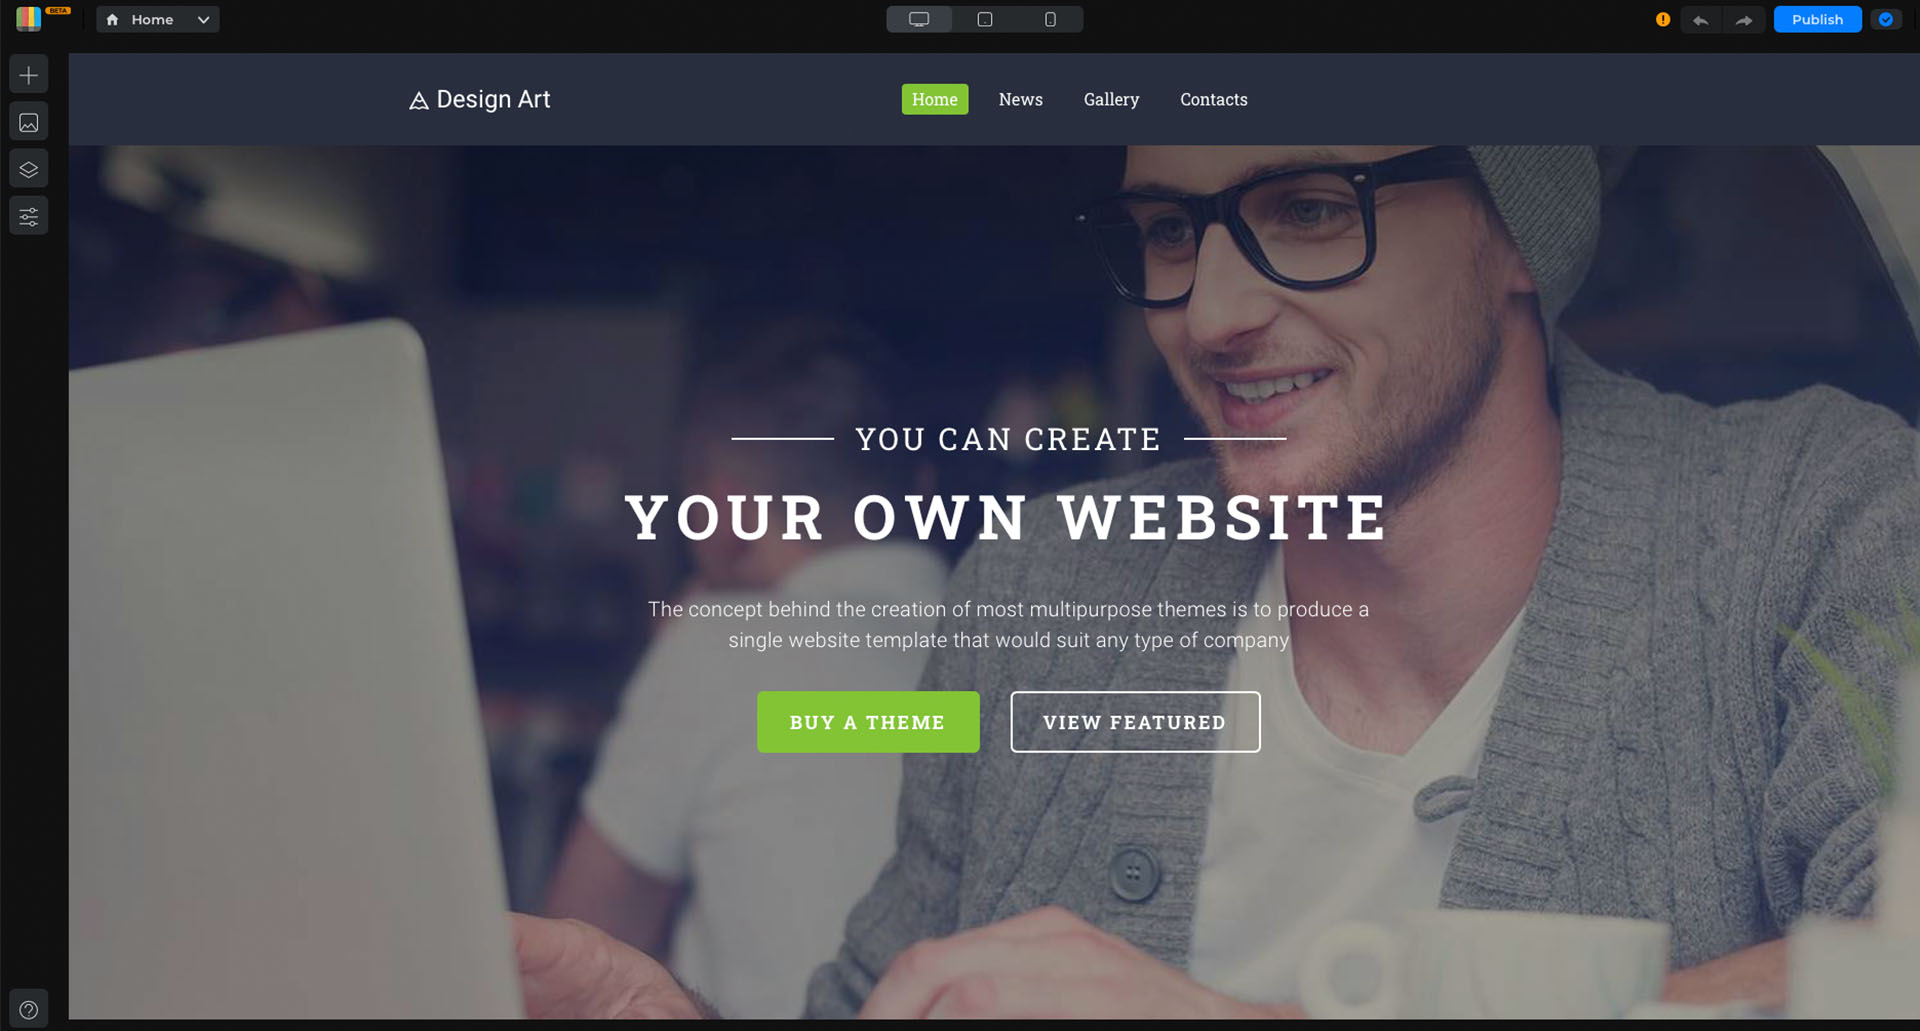 BETA
Home
Publish
Design Art
Home News Gallery Contacts
YOU CAN CREATE
YOUR OWN WEBSITE
The concept behind the creation of most multipurpose themes is to produce a
single website template that would suit any type of company
BUY A THEME
VIEW FEATURED